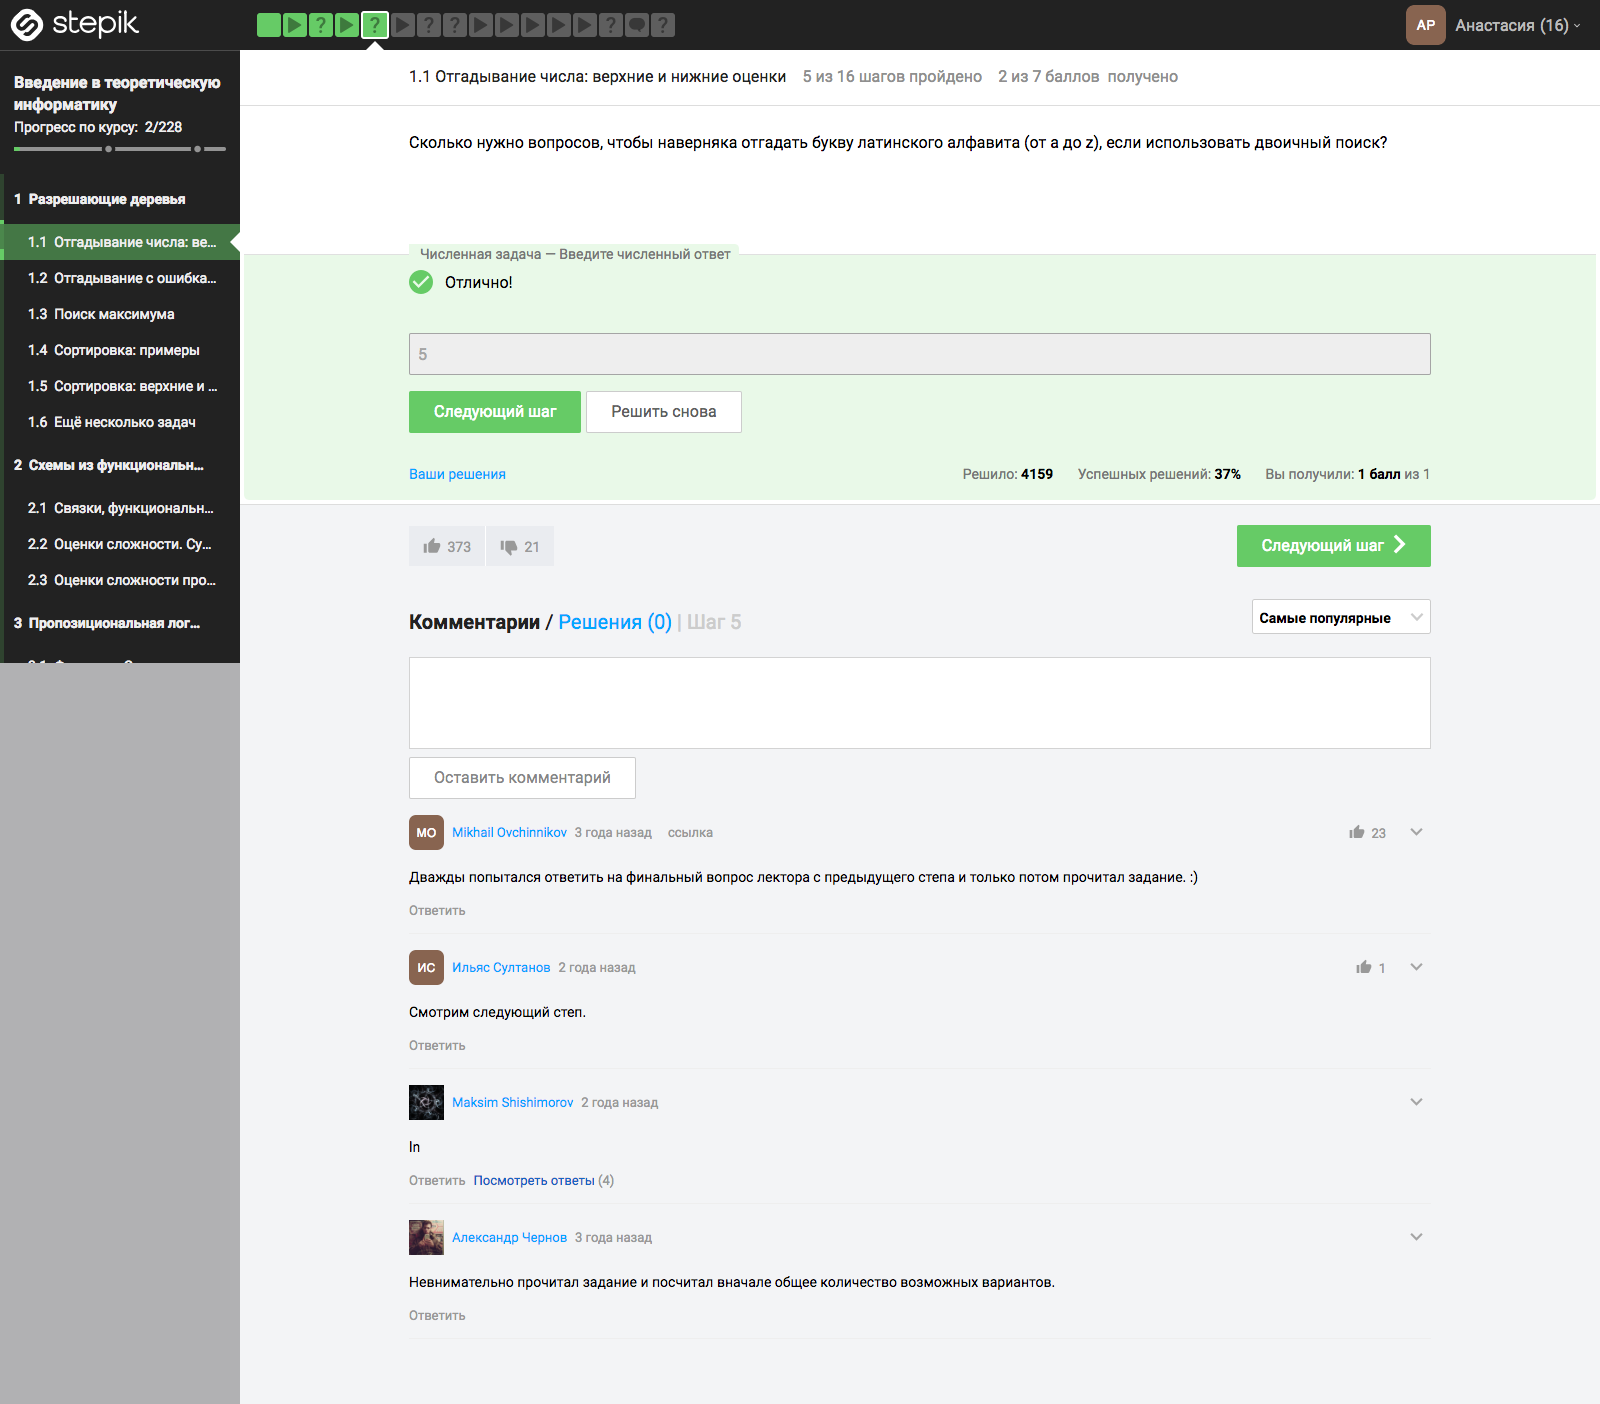 stepik
? ? ? ? ? ?
AP
Анастасия (16)
Введение в теоретическую
информатику
Прогресс по курсу: 2/228
1 Разрешающие деревья
1.1 Отгадывание числа: ве...
1.2 Отгадывание с ошибка...
1.3 Поиск максимума
1.4 Сортировка: примеры
1.5 Сортировка: верхние и ...
1.6 Ещё несколько задач
2 Схемы из функциональн...
2.1 Связки, функциональн...
2.2 Оценки сложности. Су...
2.3 Оценки сложности про...
3 Пропозициональная лог...
1.1 Отгадывание числа: верхние и нижние оценки 5 из 16 шагов пройдено 2 из 7 баллов получено
Сколько нужно вопросов, чтобы наверняка отгадать букву латинского алфавита (от a до z), если использовать двоичный поиск?
Численная задача — Введите численный ответ
Отлично!
5
Следующий шаг
Решить снова
Ваши решения
Решило: 4159 Успешных решений: 37% Вы получили: 1 балл из 1
373
21
Следующий шаг
Комментарии / Решения (0) | Шаг 5
Самые популярные
Оставить комментарий
MO
Mikhail Ovchinnikov 3 года назад ссылка
23
Дважды попытался ответить на финальный вопрос лектора с предыдущего степа и только потом прочитал задание. :)
Ответить
ИС
Ильяс Султанов 2 года назад
1
Смотрим следующий степ.
Ответить
Maksim Shishimorov 2 года назад
In
Ответить Посмотреть ответы (4)
Александр Чернов 3 года назад
Невнимательно прочитал задание и посчитал вначале общее количество возможных вариантов.
Ответить